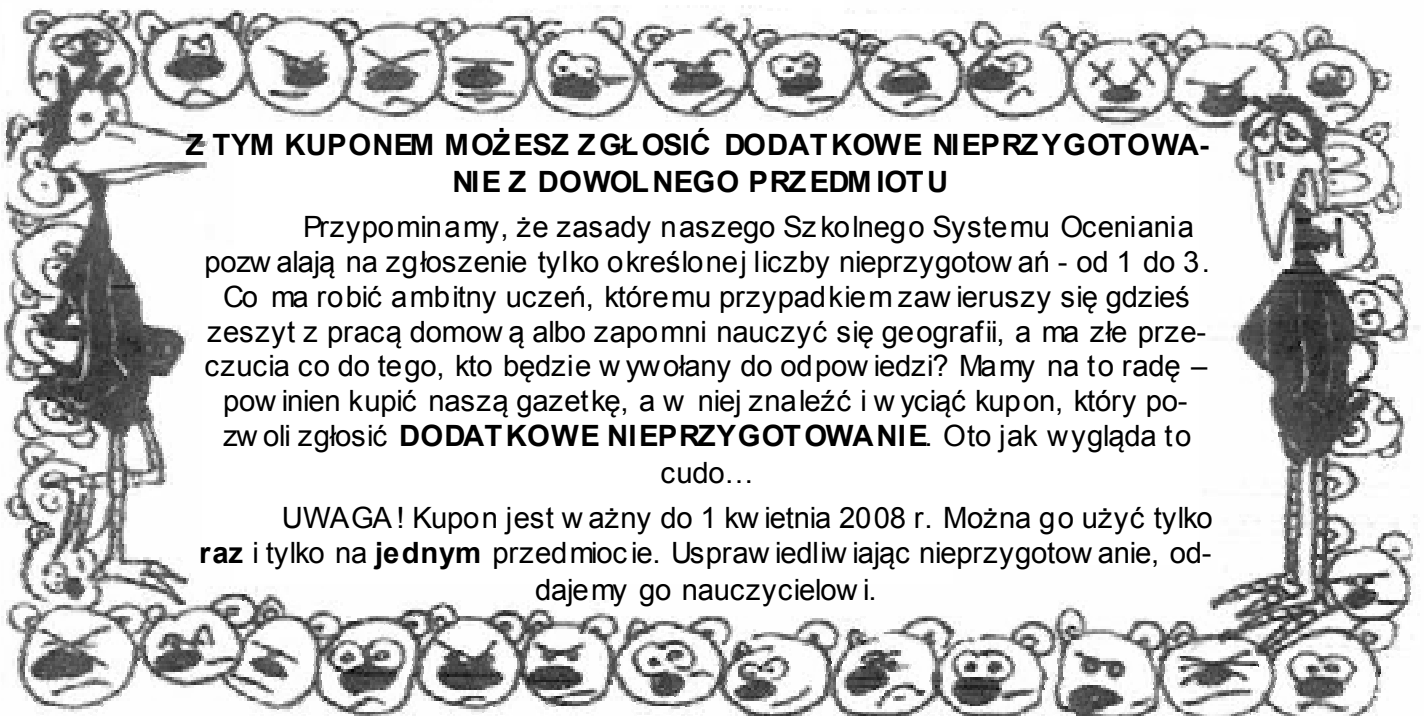 Z TYM KUPONEM MOŻESZ ZGŁOSIĆ DODATKOWE NIEPRZYGOTOWA-
NIE Z DOWOLNEGO PRZEDMIOTU
Przypominamy, że zasady naszego Szkolnego Systemu Oceniania
pozwalają na zgłoszenie tylko określonej liczby nieprzygotowań - od 1 do 3.
Co ma robić ambitny uczeń, któremu przypadkiem zawieruszy się gdzieś
zeszyt z pracą domową albo zapomni nauczyć się geografii, a ma złe prze-
czucia co do tego, kto będzie wywołany do odpowiedzi? Mamy na to radę –
powinien kupić naszą gazetkę, a w niej znaleźć i wyciąć kupon, który po-
zwoli zgłosić DODATKOWE NIEPRZYGOTOWANIE. Oto jak wygląda to
cudo…
UWAGA! Kupon jest ważny do 1 kwietnia 2008 r. Można go użyć tylko
raz i tylko na jednym przedmiocie. Usprawiedliwiając nieprzygotowanie, od-
dajemy go nauczycielowi.